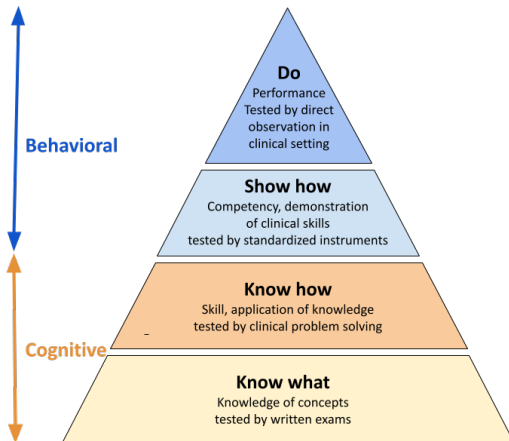 Do
Performance
Tested by direct
observation in
clinical setting
Behavioral
Show how
Competency, demonstration
of clinical skills
tested by standardized instruments
Know how
Skill, application of knowledge
tested by clinical problem solving
Cognitive
Know what
Knowledge of concepts
tested by written exams